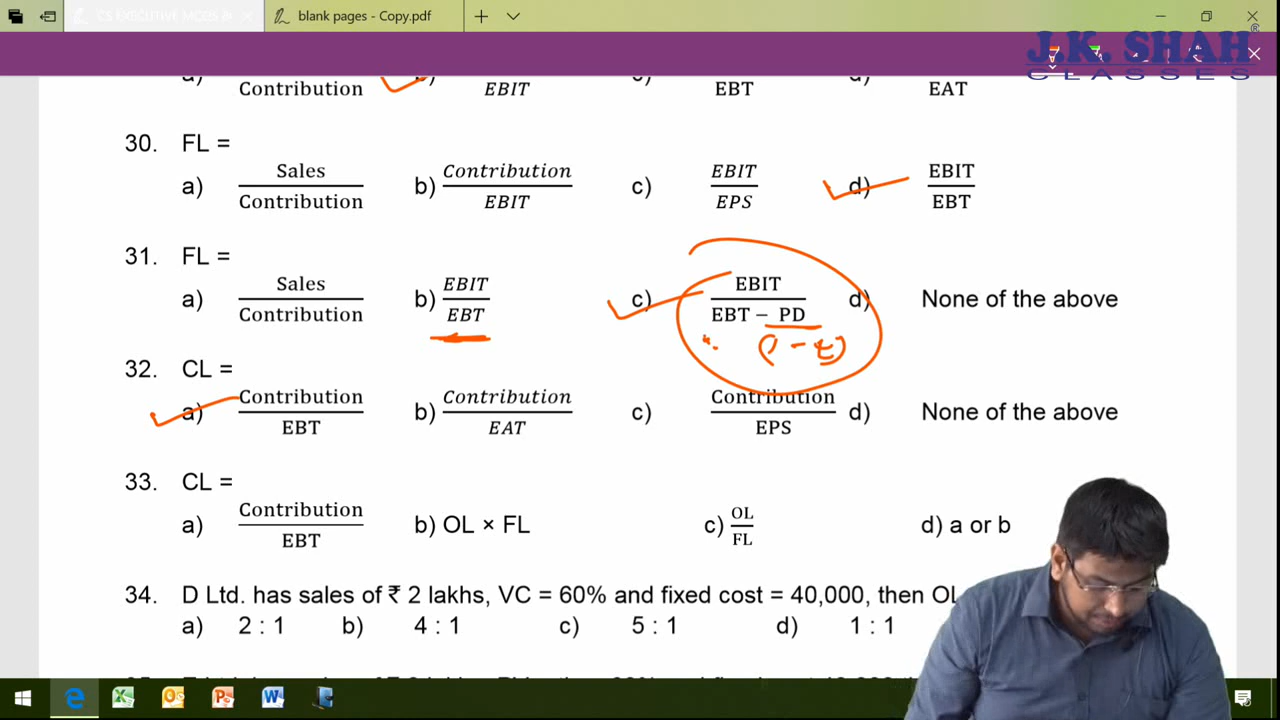 CS EXECUTIVE MCQS B
blank pages - Copy.pdf
J.K. SHAH®
CLASSES
a) Contribution b) EBIT c) EBT d) EAT
30. FL =
a) Sales / Contribution b) Contribution / EBIT c) EBIT / EPS d) EBIT / EBT
31. FL =
a) Sales / Contribution b) EBIT / EBT c) EBIT / EBT – PD d) None of the above
(1 – t)
32. CL =
a) Contribution / EBT b) Contribution / EAT c) Contribution / EPS d) None of the above
33. CL =
a) Contribution / EBT b) OL × FL c) OL / FL d) a or b
34. D Ltd. has sales of ₹ 2 lakhs, VC = 60% and fixed cost = 40,000, then OL
a) 2 : 1 b) 4 : 1 c) 5 : 1 d) 1 : 1